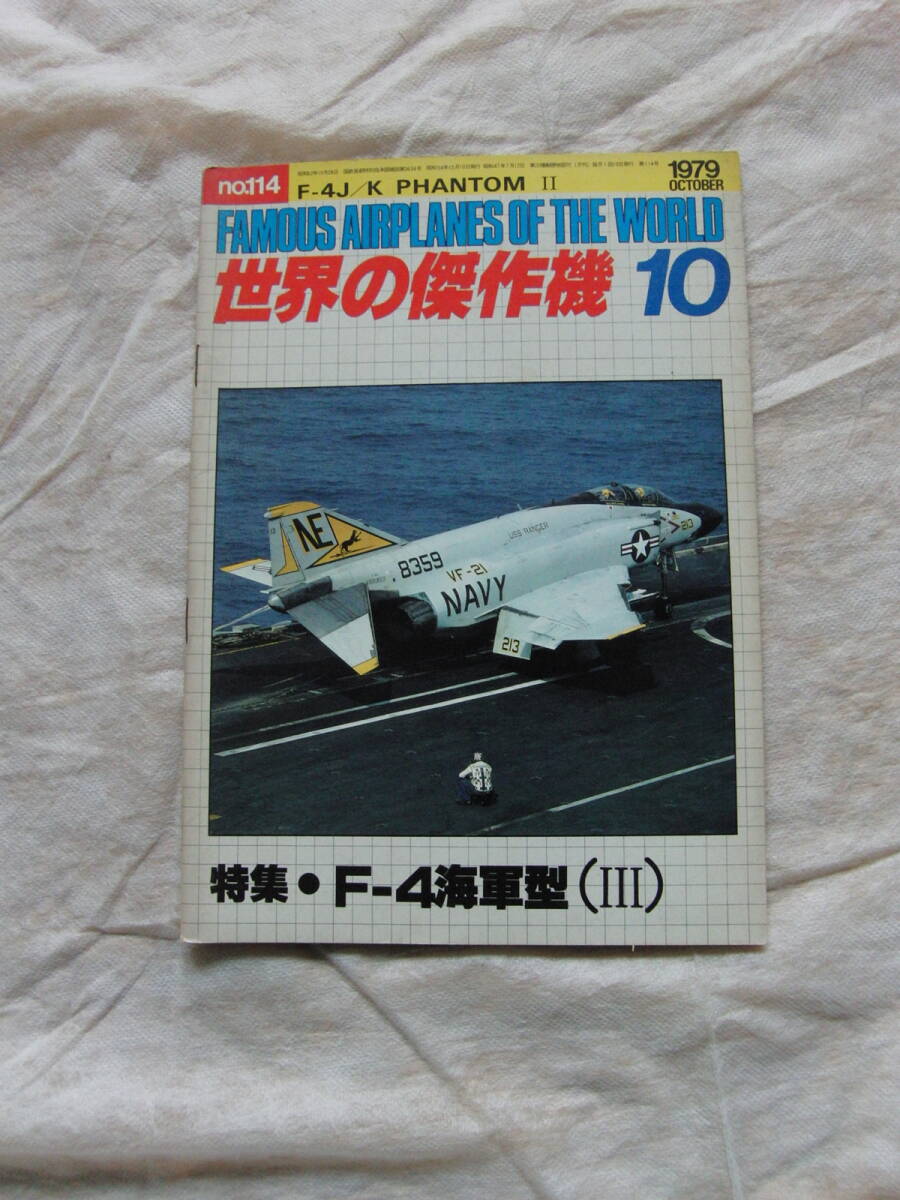 no.114
F-4J/K PHANTOM II
1979
OCTOBER
FAMOUS AIRPLANES OF THE WORLD
世界の傑作機 10
NE
8359
USS RANGER
213
VF-21
NAVY
213
特集・F-4海軍型(III)